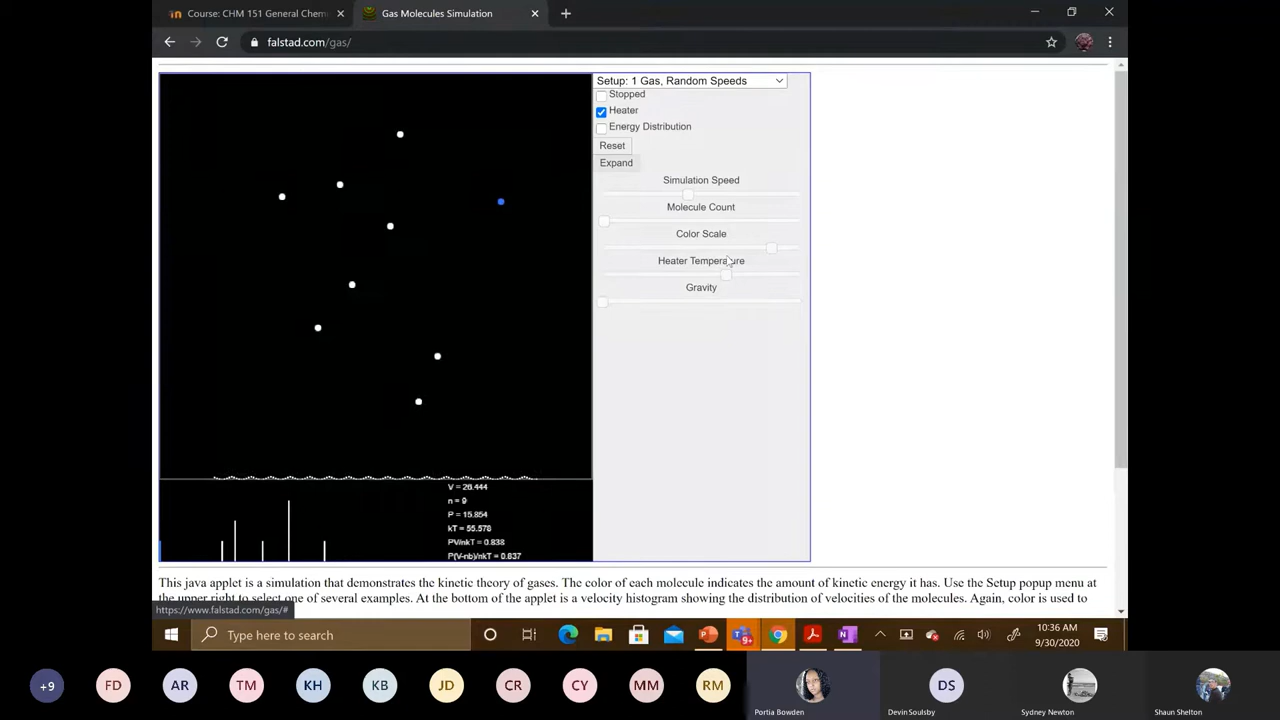 Course: CHM 151 General Chem
Gas Molecules Simulation
falstad.com/gas/
Setup: 1 Gas, Random Speeds
Stopped
Heater
Energy Distribution
Reset
Expand
Simulation Speed
Molecule Count
Color Scale
Heater Temperature
Gravity
V = 26.444
n = 9
P = 15.854
kT = 55.578
PV/nkT = 0.838
P(V-nb)/nkT = 0.837
This java applet is a simulation that demonstrates the kinetic theory of gases. The color of each molecule indicates the amount of kinetic energy it has. Use the Setup popup menu at
the upper right to select one of several examples. At the bottom of the applet is a velocity histogram showing the distribution of velocities of the molecules. Again, color is used to
https://www.falstad.com/gas/#
Type here to search
9+
10:36 AM
9/30/2020
+9
FD
AR
TM
KH
KB
JD
CR
CY
MM
RM
DS
Portia Bowden
Devin Soulsby
Sydney Newton
Shaun Shelton